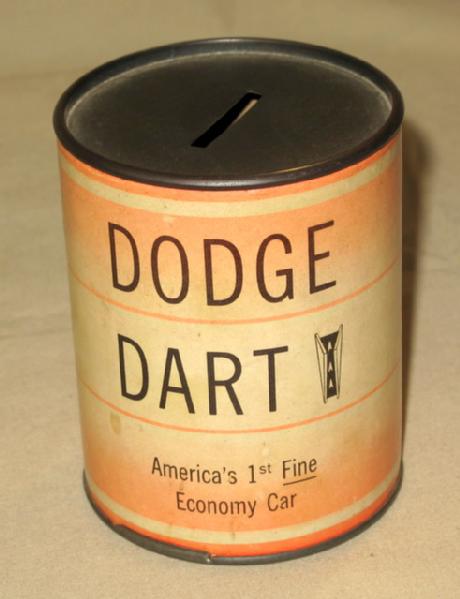 DODGE
DART
America's 1st Fine
Economy Car